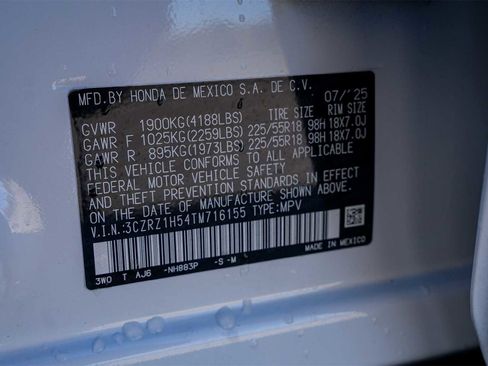 MFD.BY HONDA DE MEXICO S.A. DE C.V. 07/'25
TIRE SIZE RIM SIZE
GVWR 1900KG(4188LBS)
GAWR F 1025KG(2259LBS) 225/55R18 98H 18X7.0J
GAWR R 895KG(1973LBS) 225/55R18 98H 18X7.0J
THIS VEHICLE CONFORMS TO ALL APPLICABLE
FEDERAL MOTOR VEHICLE SAFETY
AND THEFT PREVENTION STANDARDS IN EFFECT
ON THE DATE OF MANUFACTURE SHOWN ABOVE.
V.I.N.:3CZRZ1H54TM716155 TYPE:MPV
MADE IN MEXICO
3W0 T AJ6 -NH883P -S -M